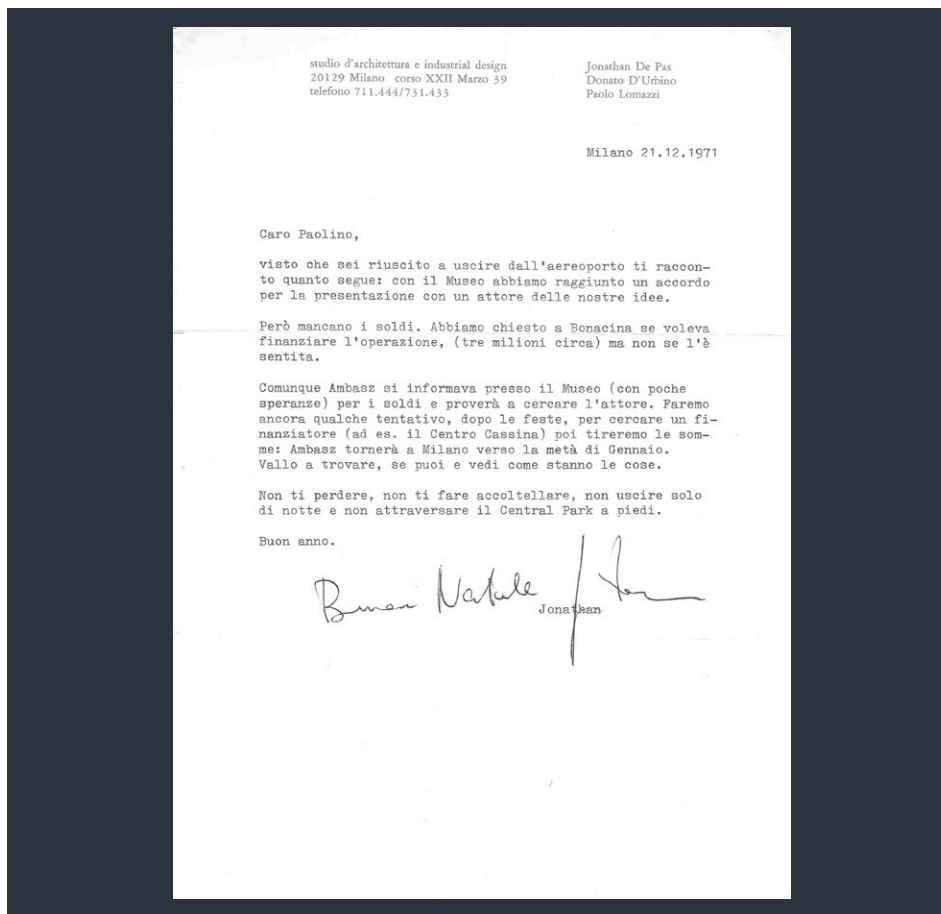 studio d'architettura e industrial design
20129 Milano corso XXII Marzo 39
telefono 711.444/731.433
Jonathan De Pas
Donato D'Urbino
Paolo Lomazzi
Milano 21.12.1971
Caro Paolino,
visto che sei riuscito a uscire dall'aereoporto ti raccon-
to quanto segue: con il Museo abbiamo raggiunto un accordo
per la presentazione con un attore delle nostre idee.
Però mancano i soldi. Abbiamo chiesto a Bonacina se voleva
finanziare l'operazione, (tre milioni circa) ma non se l'è
sentita.
Comunque Ambasz si informava presso il Museo (con poche
speranze) per i soldi e proverà a cercare l'attore. Faremo
ancora qualche tentativo, dopo le feste, per cercare un fi-
nanziatore (ad es. il Centro Cassina) poi tireremo le som-
me: Ambasz tornerà a Milano verso la metà di Gennaio.
Vallo a trovare, se puoi e vedi come stanno le cose.
Non ti perdere, non ti fare accoltellare, non uscire solo
di notte e non attraversare il Central Park a piedi.
Buon anno.
Buon Natale
Jonathan